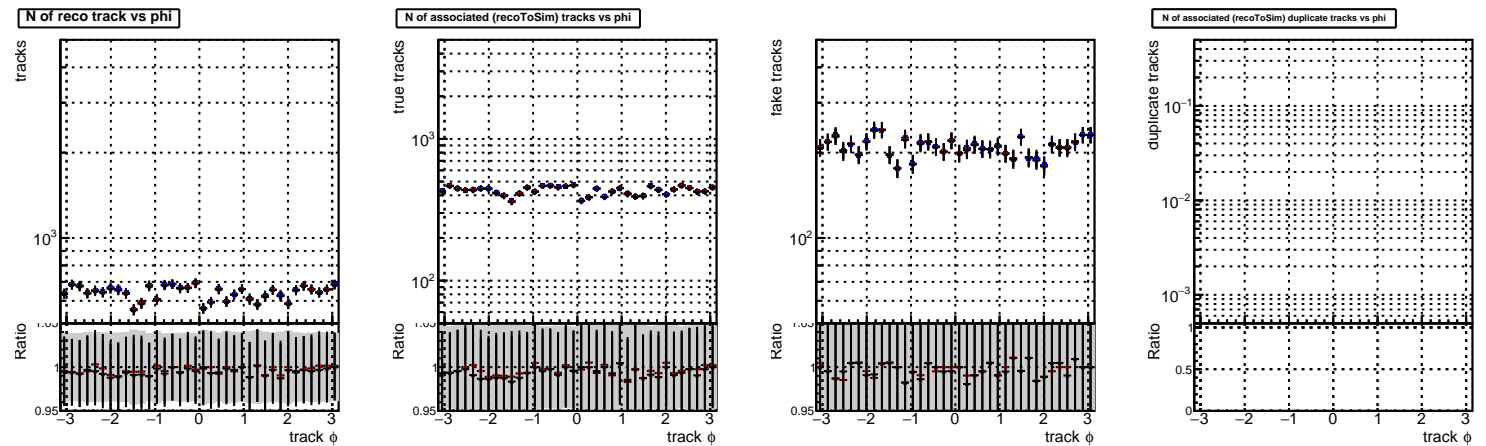 N of reco track vs phi
tracks
10³
Ratio
1.05
1
0.95
−3 −2 −1 0 1 2 3
track ϕ
N of associated (recoToSim) tracks vs phi
true tracks
10³
10²
Ratio
1.05
1
0.95
−3 −2 −1 0 1 2 3
track ϕ
fake tracks
10²
Ratio
1.05
1
0.95
−3 −2 −1 0 1 2 3
track ϕ
N of associated (recoToSim) duplicate tracks vs phi
duplicate tracks
10⁻¹
10⁻²
10⁻³
Ratio
1
0.5
0
−3 −2 −1 0 1 2 3
track ϕ